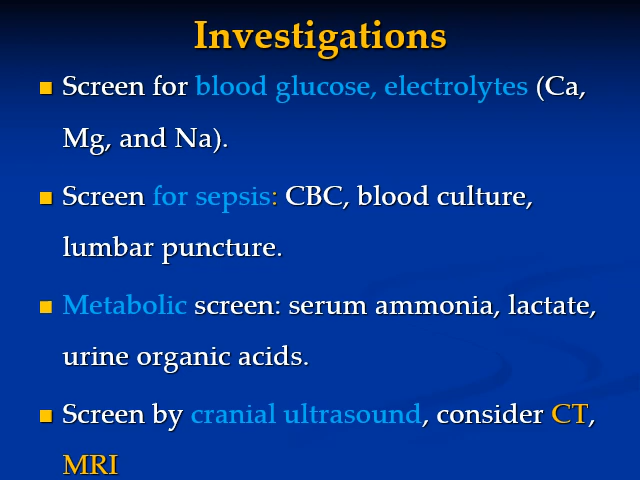 Investigations
Screen for blood glucose, electrolytes (Ca,
Mg, and Na).
Screen for sepsis: CBC, blood culture,
lumbar puncture.
Metabolic screen: serum ammonia, lactate,
urine organic acids.
Screen by cranial ultrasound, consider CT,
MRI